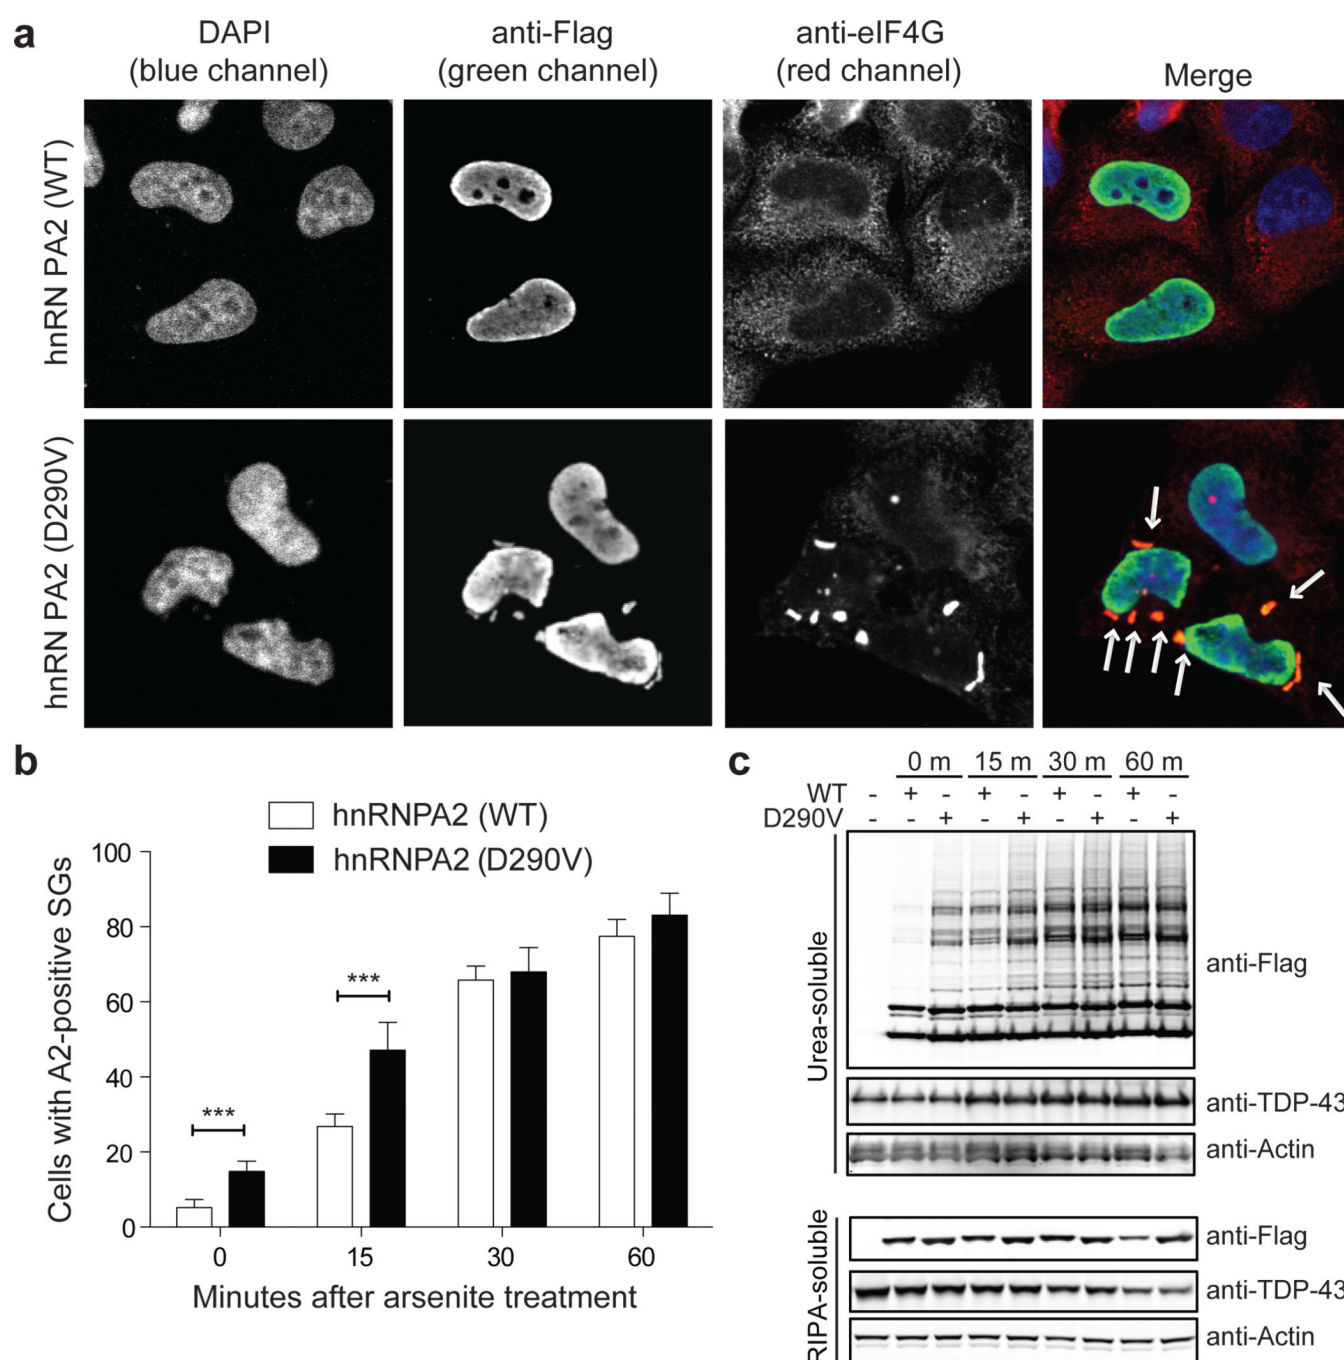 a
DAPI
(blue channel)
anti-Flag
(green channel)
anti-eIF4G
(red channel)
Merge
hnRN PA2 (WT)
hnRN PA2 (D290V)
b
hnRNPA2 (WT)
hnRNPA2 (D290V)
Cells with A2-positive SGs
100
80
60
40
20
0
***
***
0 15 30 60
Minutes after arsenite treatment
c
0 m 15 m 30 m 60 m
WT - + - + - + - + -
D290V - - + - + - + - +
Urea-soluble
anti-Flag
anti-TDP-43
anti-Actin
RIPA-soluble
anti-Flag
anti-TDP-43
anti-Actin